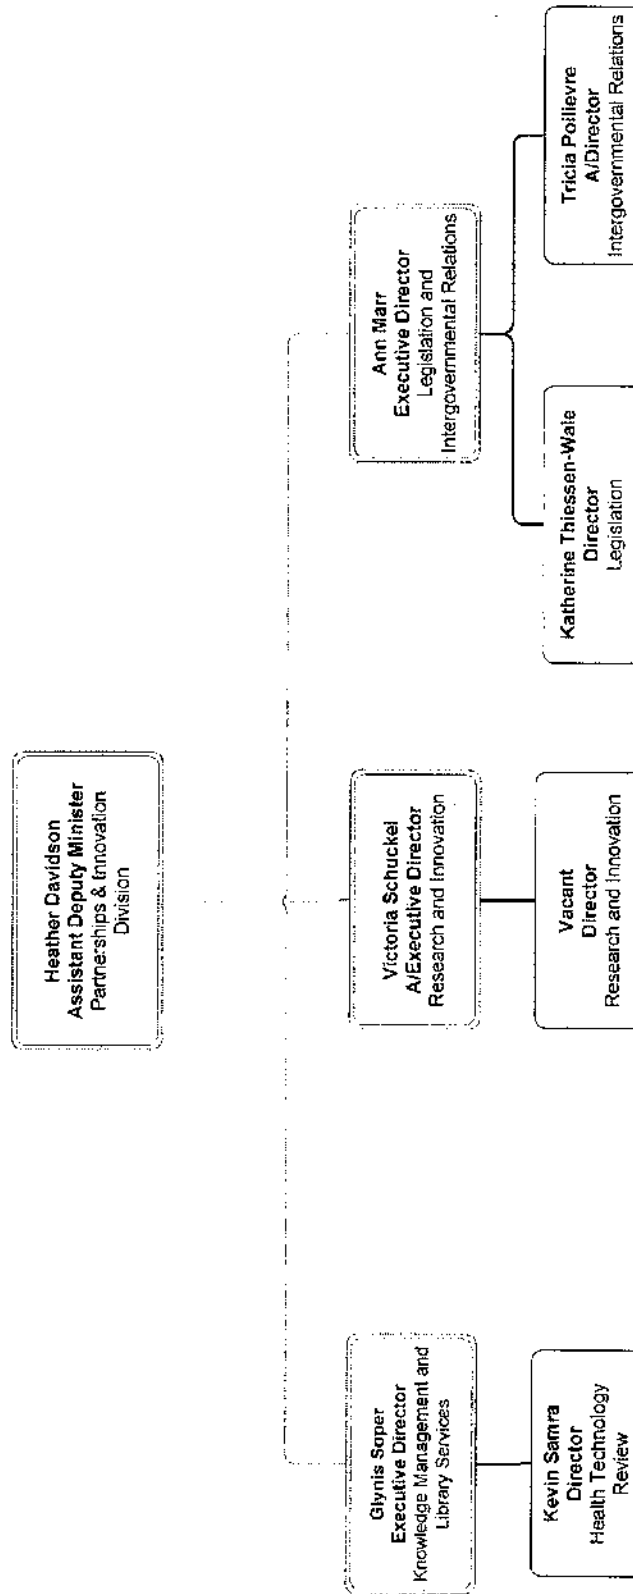 Heather Davidson
Assistant Deputy Minister
Partnerships & Innovation
Division
Glynis Soper
Executive Director
Knowledge Management and
Library Services
Victoria Schuckel
A/Executive Director
Research and Innovation
Ann Marr
Executive Director
Legislation and
Intergovernmental Relations
Kevin Samra
Director
Health Technology
Review
Vacant
Director
Research and Innovation
Katherine Thiessen-Wale
Director
Legislation
Tricia Poilievre
A/Director
Intergovernmental Relations